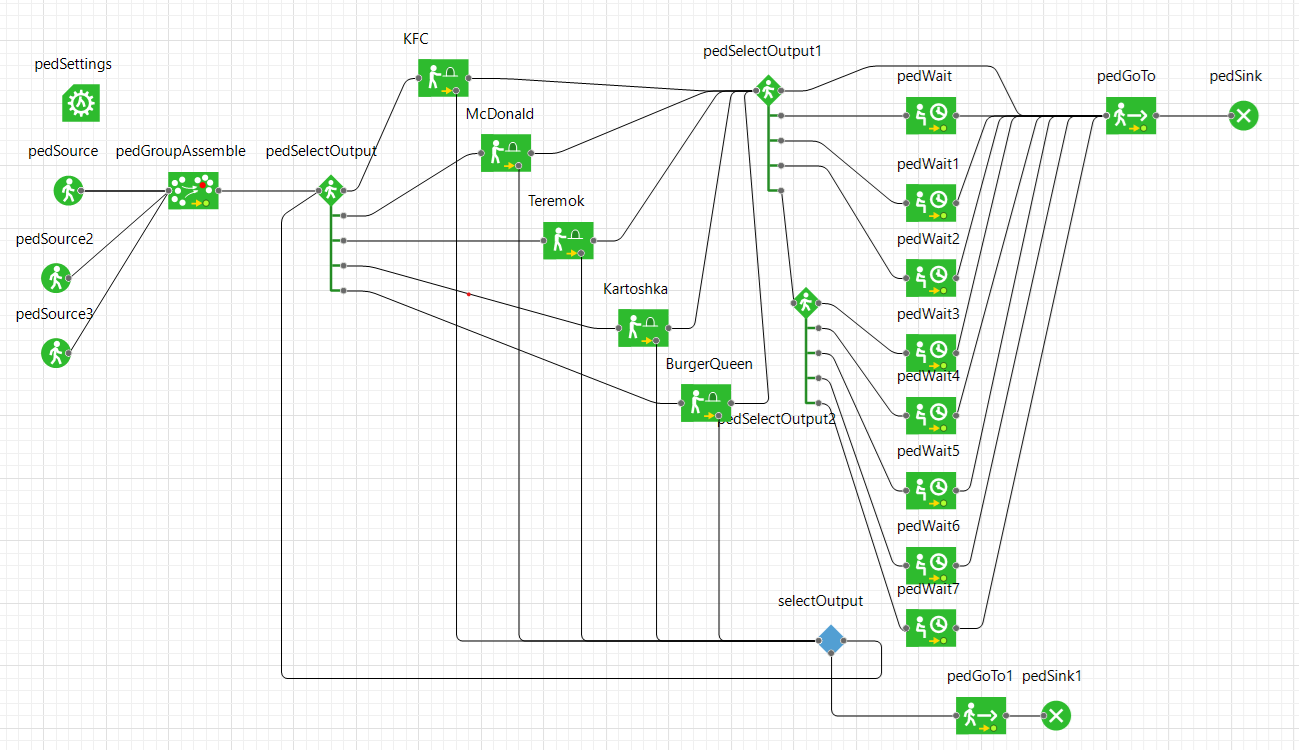 KFC
pedSelectOutput1
pedSettings
pedWait
pedGoTo
pedSink
McDonald
pedSource
pedGroupAssemble
pedSelectOutput
pedWait1
Teremok
pedSource2
pedWait2
Kartoshka
pedSource3
pedWait3
BurgerQueen
pedWait4
pedSelectOutput2
pedWait5
pedWait6
pedWait7
selectOutput
pedGoTo1
pedSink1